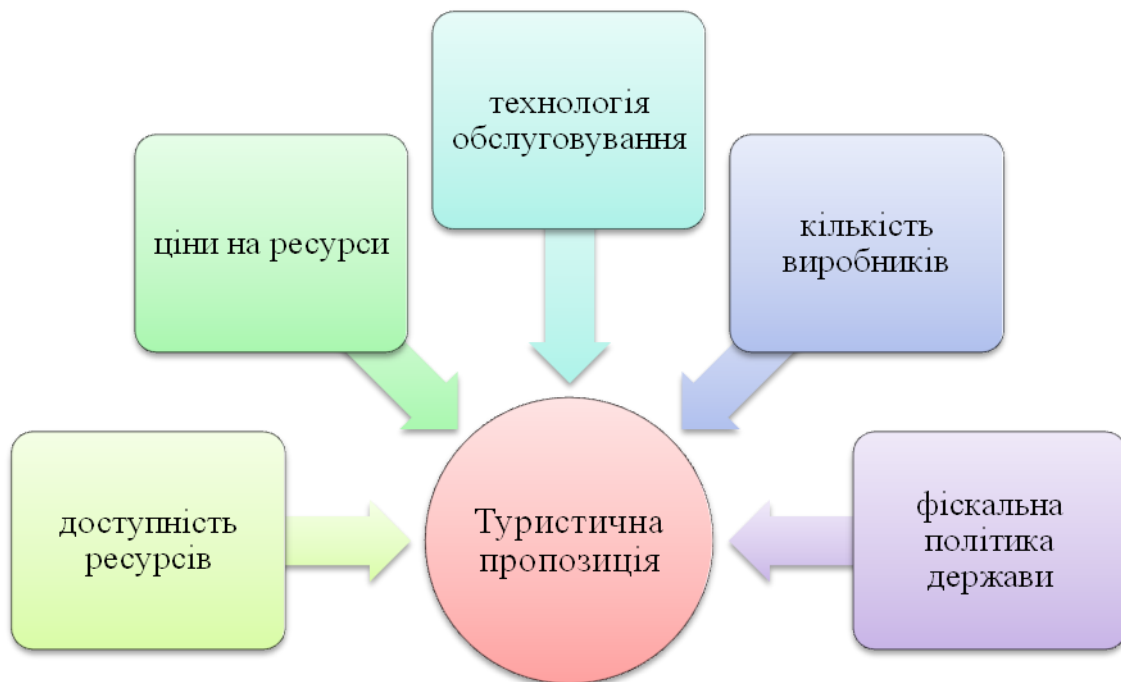 технологія
обслуговування
ціни на ресурси
кількість
виробників
доступність
ресурсів
Туристична
пропозиція
фіскальна
політика
держави